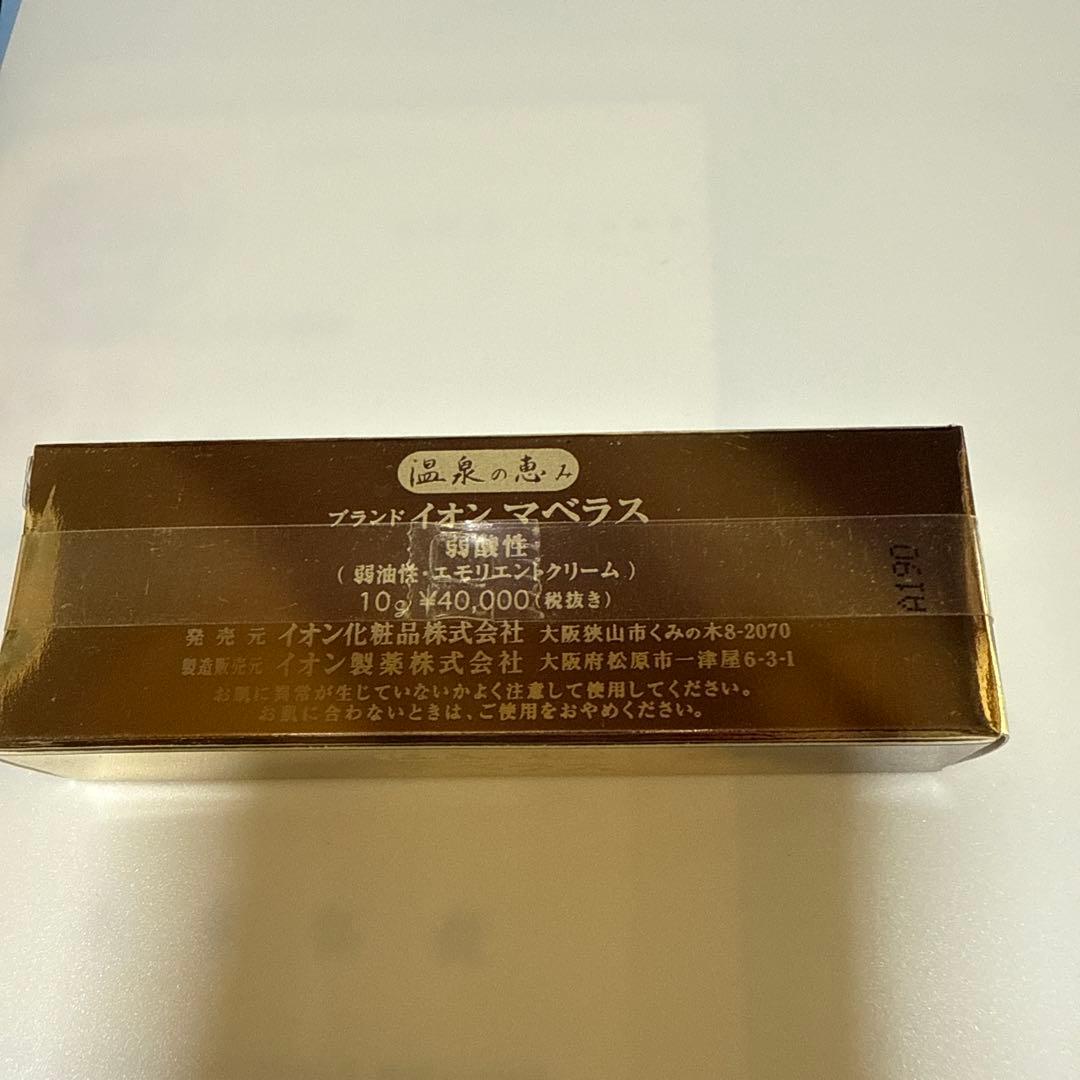 温泉の恵み
ブランド イオン マベラス
弱酸性
(弱油性・エモリエントクリーム)
10g ¥40,000(税抜き)
発売元 イオン化粧品株式会社 大阪狭山市くみの木8-2070
製造販売元 イオン製薬株式会社 大阪府松原市一津屋6-3-1
お肌に異常が生じていないかよく注意して使用してください。
お肌に合わないときは、ご使用をおやめください。
A190